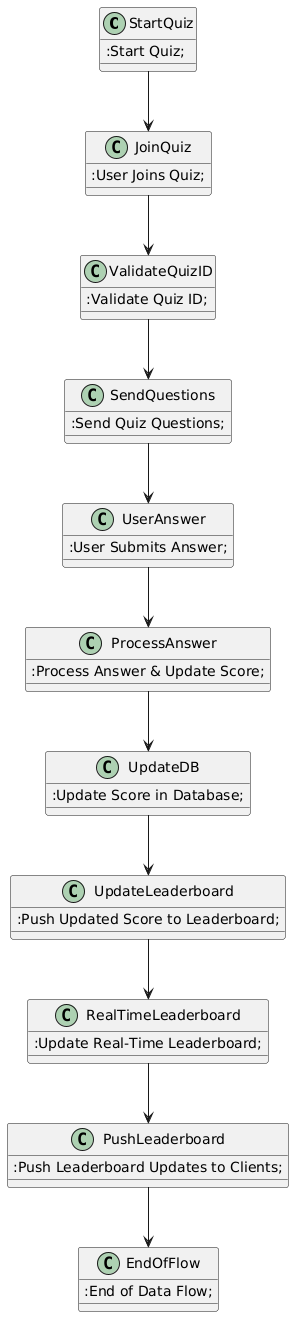 C StartQuiz
:Start Quiz;
C JoinQuiz
:User Joins Quiz;
C ValidateQuizID
:Validate Quiz ID;
C SendQuestions
:Send Quiz Questions;
C UserAnswer
:User Submits Answer;
C ProcessAnswer
:Process Answer & Update Score;
C UpdateDB
:Update Score in Database;
C UpdateLeaderboard
:Push Updated Score to Leaderboard;
C RealTimeLeaderboard
:Update Real-Time Leaderboard;
C PushLeaderboard
:Push Leaderboard Updates to Clients;
C EndOfFlow
:End of Data Flow;